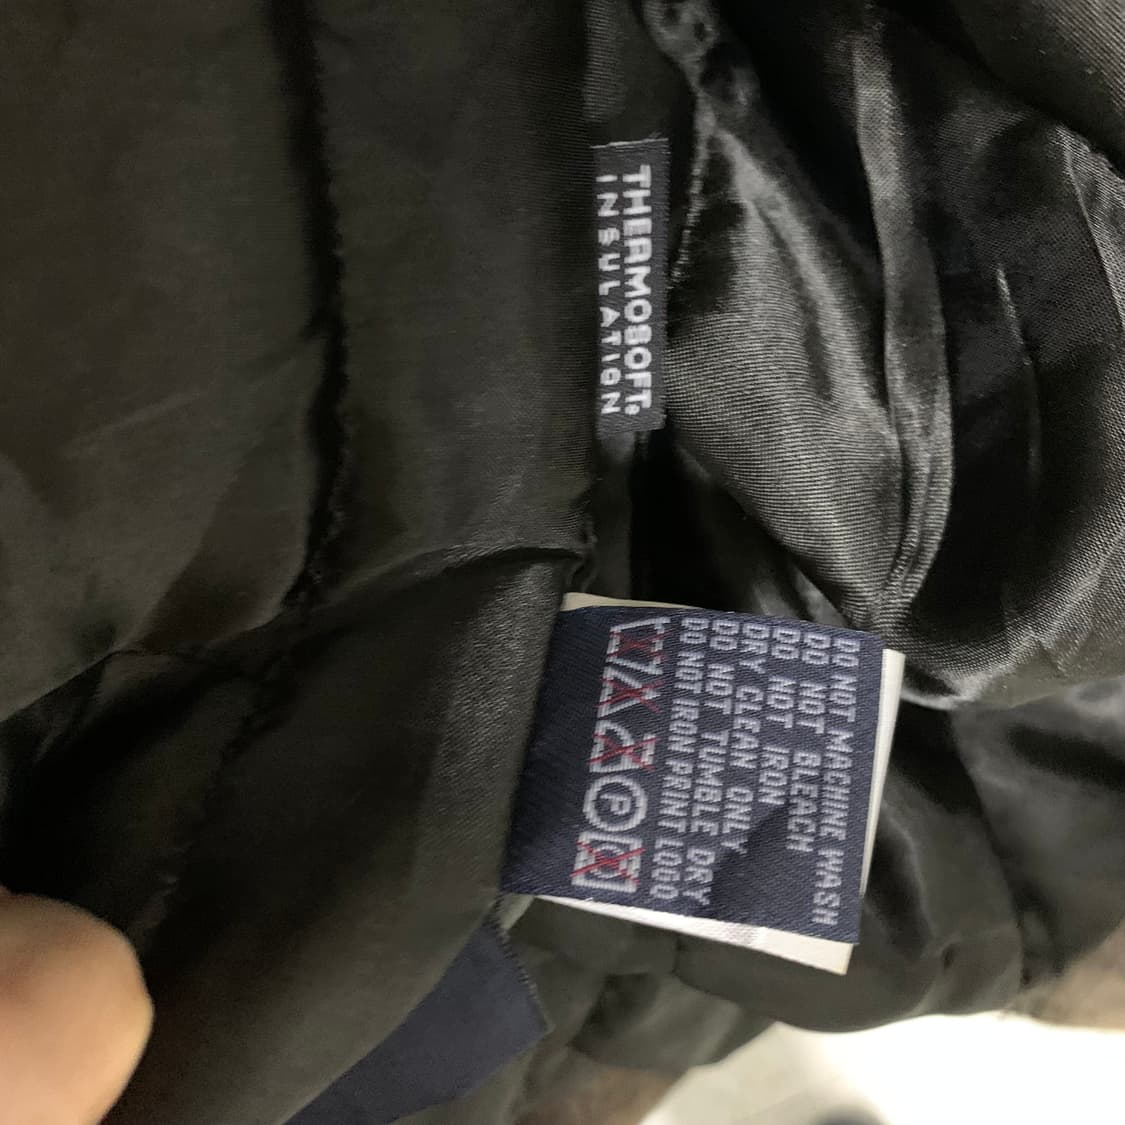 THERMOSOFT®
INSULATION
DO NOT MACHINE WASH
DO NOT BLEACH
DO NOT IRON
DRY CLEAN ONLY
DO NOT TUMBLE DRY
DO NOT IRON PRINT LOGO
P